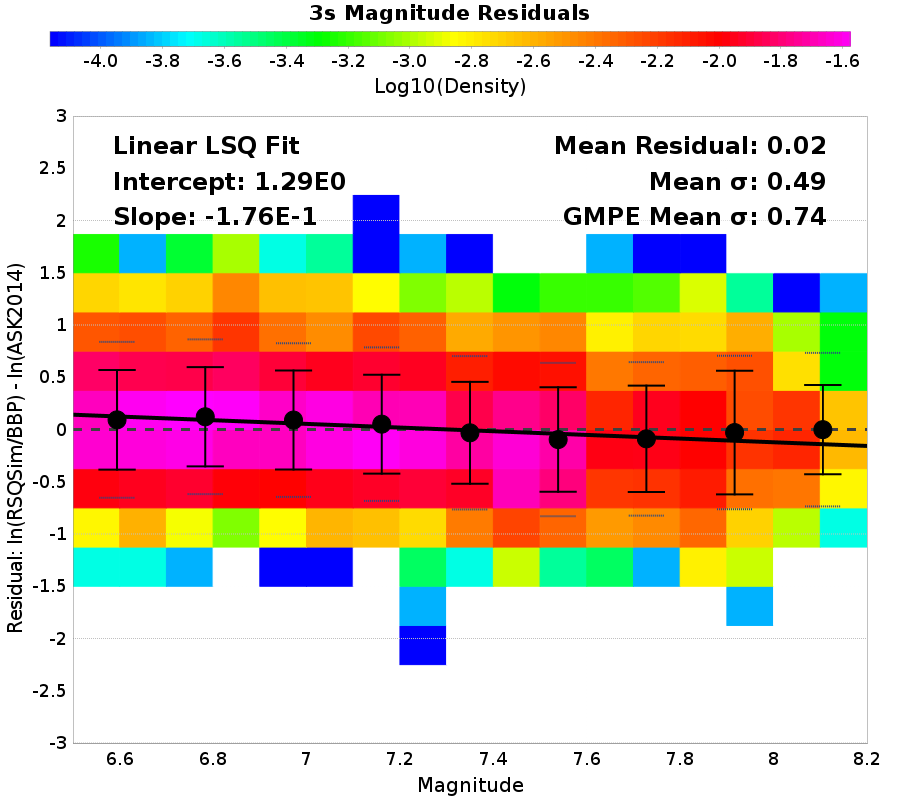 3s Magnitude Residuals
-4.0 -3.8 -3.6 -3.4 -3.2 -3.0 -2.8 -2.6 -2.4 -2.2 -2.0 -1.8 -1.6
Log10(Density)
Linear LSQ Fit
Intercept: 1.29E0
Slope: -1.76E-1
Mean Residual: 0.02
Mean σ: 0.49
GMPE Mean σ: 0.74
Residual: ln(RSQSim/BBP) - ln(ASK2014)
3
2.5
2
1.5
1
0.5
0
-0.5
-1
-1.5
-2
-2.5
-3
6.6 6.8 7 7.2 7.4 7.6 7.8 8 8.2
Magnitude